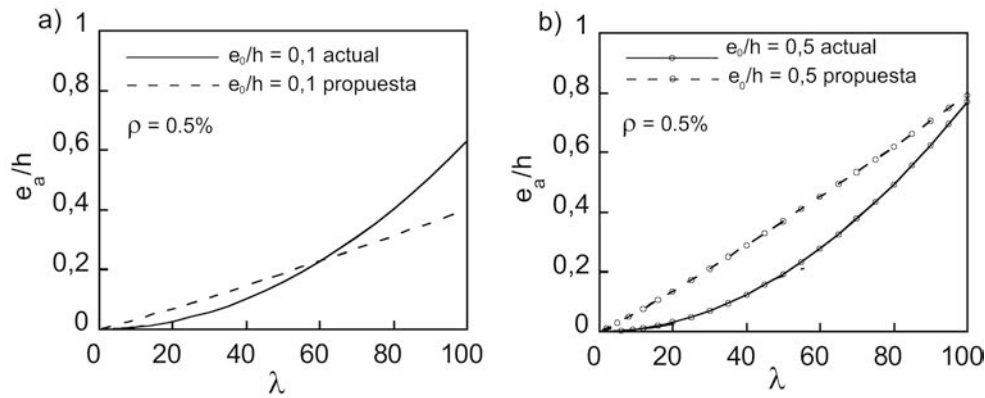 a)
1
0,8
0,6
0,4
0,2
0
e₀/h = 0,1 actual
e₀/h = 0,1 propuesta
ρ = 0.5%
eₐ/h
0 20 40 60 80 100
λ
b)
1
0,8
0,6
0,4
0,2
0
e₀/h = 0,5 actual
e₀/h = 0,5 propuesta
ρ = 0.5%
eₐ/h
0 20 40 60 80 100
λ